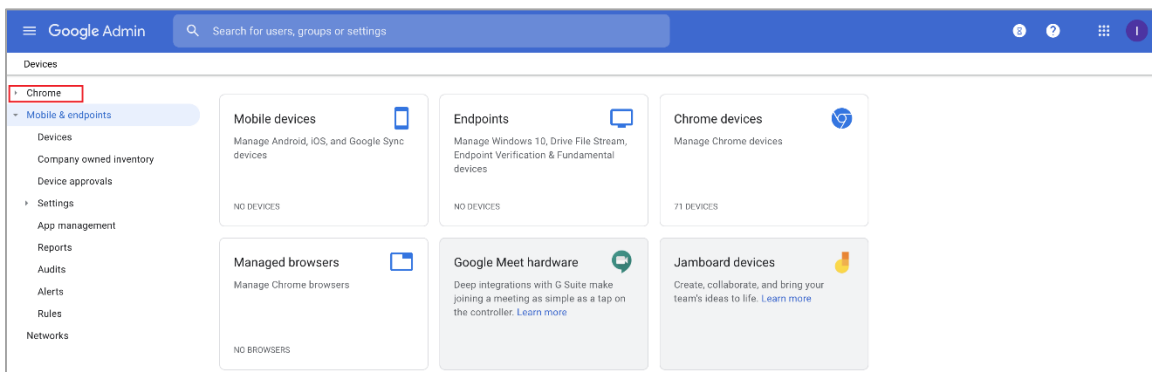 Google Admin
Search for users, groups or settings
8
?
I
Devices
Chrome
Mobile & endpoints
Devices
Company owned inventory
Device approvals
Settings
App management
Reports
Audits
Alerts
Rules
Networks
Mobile devices
Manage Android, iOS, and Google Sync
devices
NO DEVICES
Endpoints
Manage Windows 10, Drive File Stream,
Endpoint Verification & Fundamental
devices
NO DEVICES
Chrome devices
Manage Chrome devices
71 DEVICES
Managed browsers
Manage Chrome browsers
NO BROWSERS
Google Meet hardware
Deep integrations with G Suite make
joining a meeting as simple as a tap on
the controller. Learn more
Jamboard devices
Create, collaborate, and bring your
team's ideas to life. Learn more